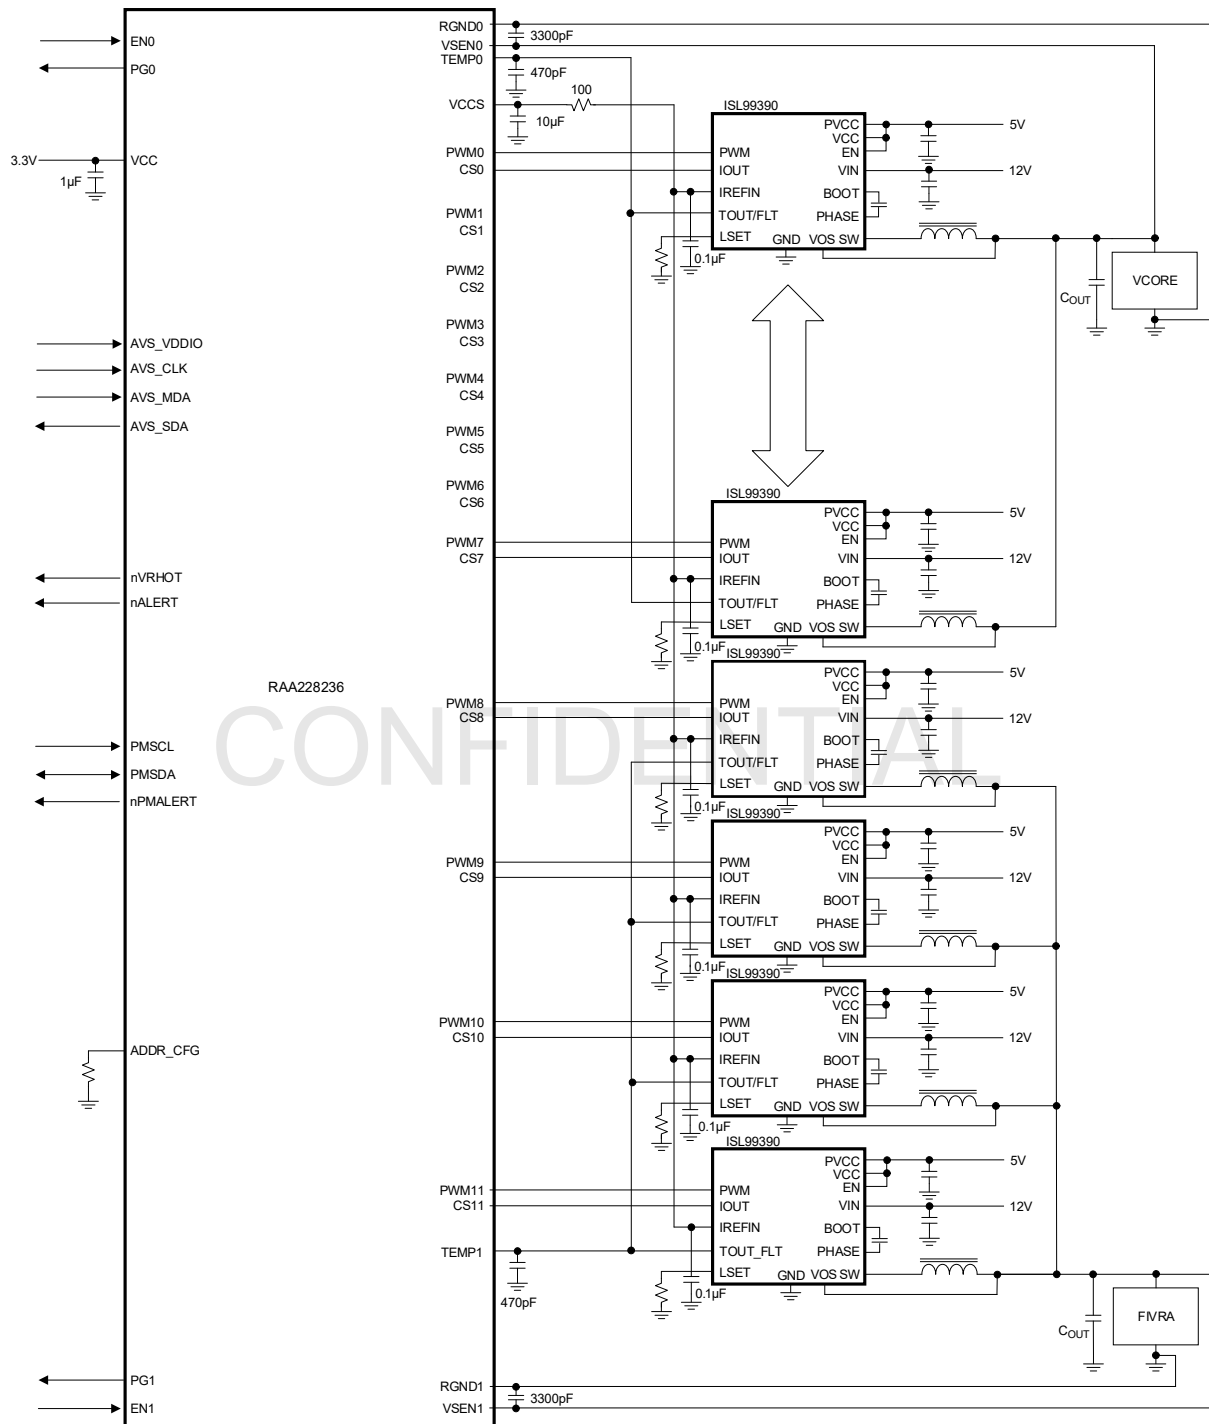 RGND0
3300pF
EN0
VSEN0
TEMP0
PG0
470pF
100
VCCS
ISL99390
10µF
PVCC
5V
VCC
EN
3.3V
VCC
PWM0
PWM
CS0
IOUT
VIN
12V
1µF
IREFIN
BOOT
PWM1
TOUT/FLT
PHASE
CS1
LSET
GND
VOS SW
0.1µF
PWM2
CS2
COUT
VCORE
PWM3
CS3
AVS_VDDIO
AVS_CLK
PWM4
CS4
AVS_MDA
AVS_SDA
PWM5
CS5
PWM6
CS6
ISL99390
PVCC
5V
VCC
EN
PWM7
PWM
CS7
IOUT
VIN
12V
nVRHOT
IREFIN
BOOT
nALERT
TOUT/FLT
PHASE
LSET
GND
VOS SW
0.1µF
ISL99390
PVCC
5V
VCC
EN
RAA228236
PWM8
PWM
CS8
IOUT
VIN
12V
CONFIDENTIAL
PMSCL
IREFIN
BOOT
PMSDA
TOUT/FLT
PHASE
nPMALERT
LSET
GND
VOS SW
0.1µF
ISL99390
PVCC
5V
VCC
EN
PWM9
PWM
CS9
IOUT
VIN
12V
IREFIN
BOOT
TOUT/FLT
PHASE
LSET
GND
VOS SW
0.1µF
ISL99390
PVCC
5V
VCC
EN
PWM10
PWM
CS10
IOUT
VIN
12V
ADDR_CFG
IREFIN
BOOT
TOUT/FLT
PHASE
LSET
GND
VOS SW
0.1µF
ISL99390
PVCC
5V
VCC
EN
PWM11
PWM
CS11
IOUT
VIN
12V
IREFIN
BOOT
TEMP1
TOUT_FLT
PHASE
LSET
GND
VOS SW
470pF
0.1µF
COUT
FIVRA
PG1
RGND1
3300pF
EN1
VSEN1